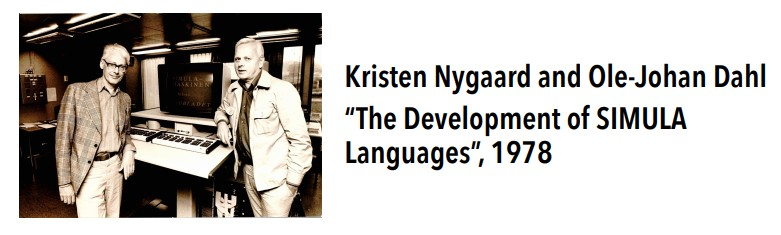 Kristen Nygaard and Ole-Johan Dahl
“The Development of SIMULA
Languages”, 1978